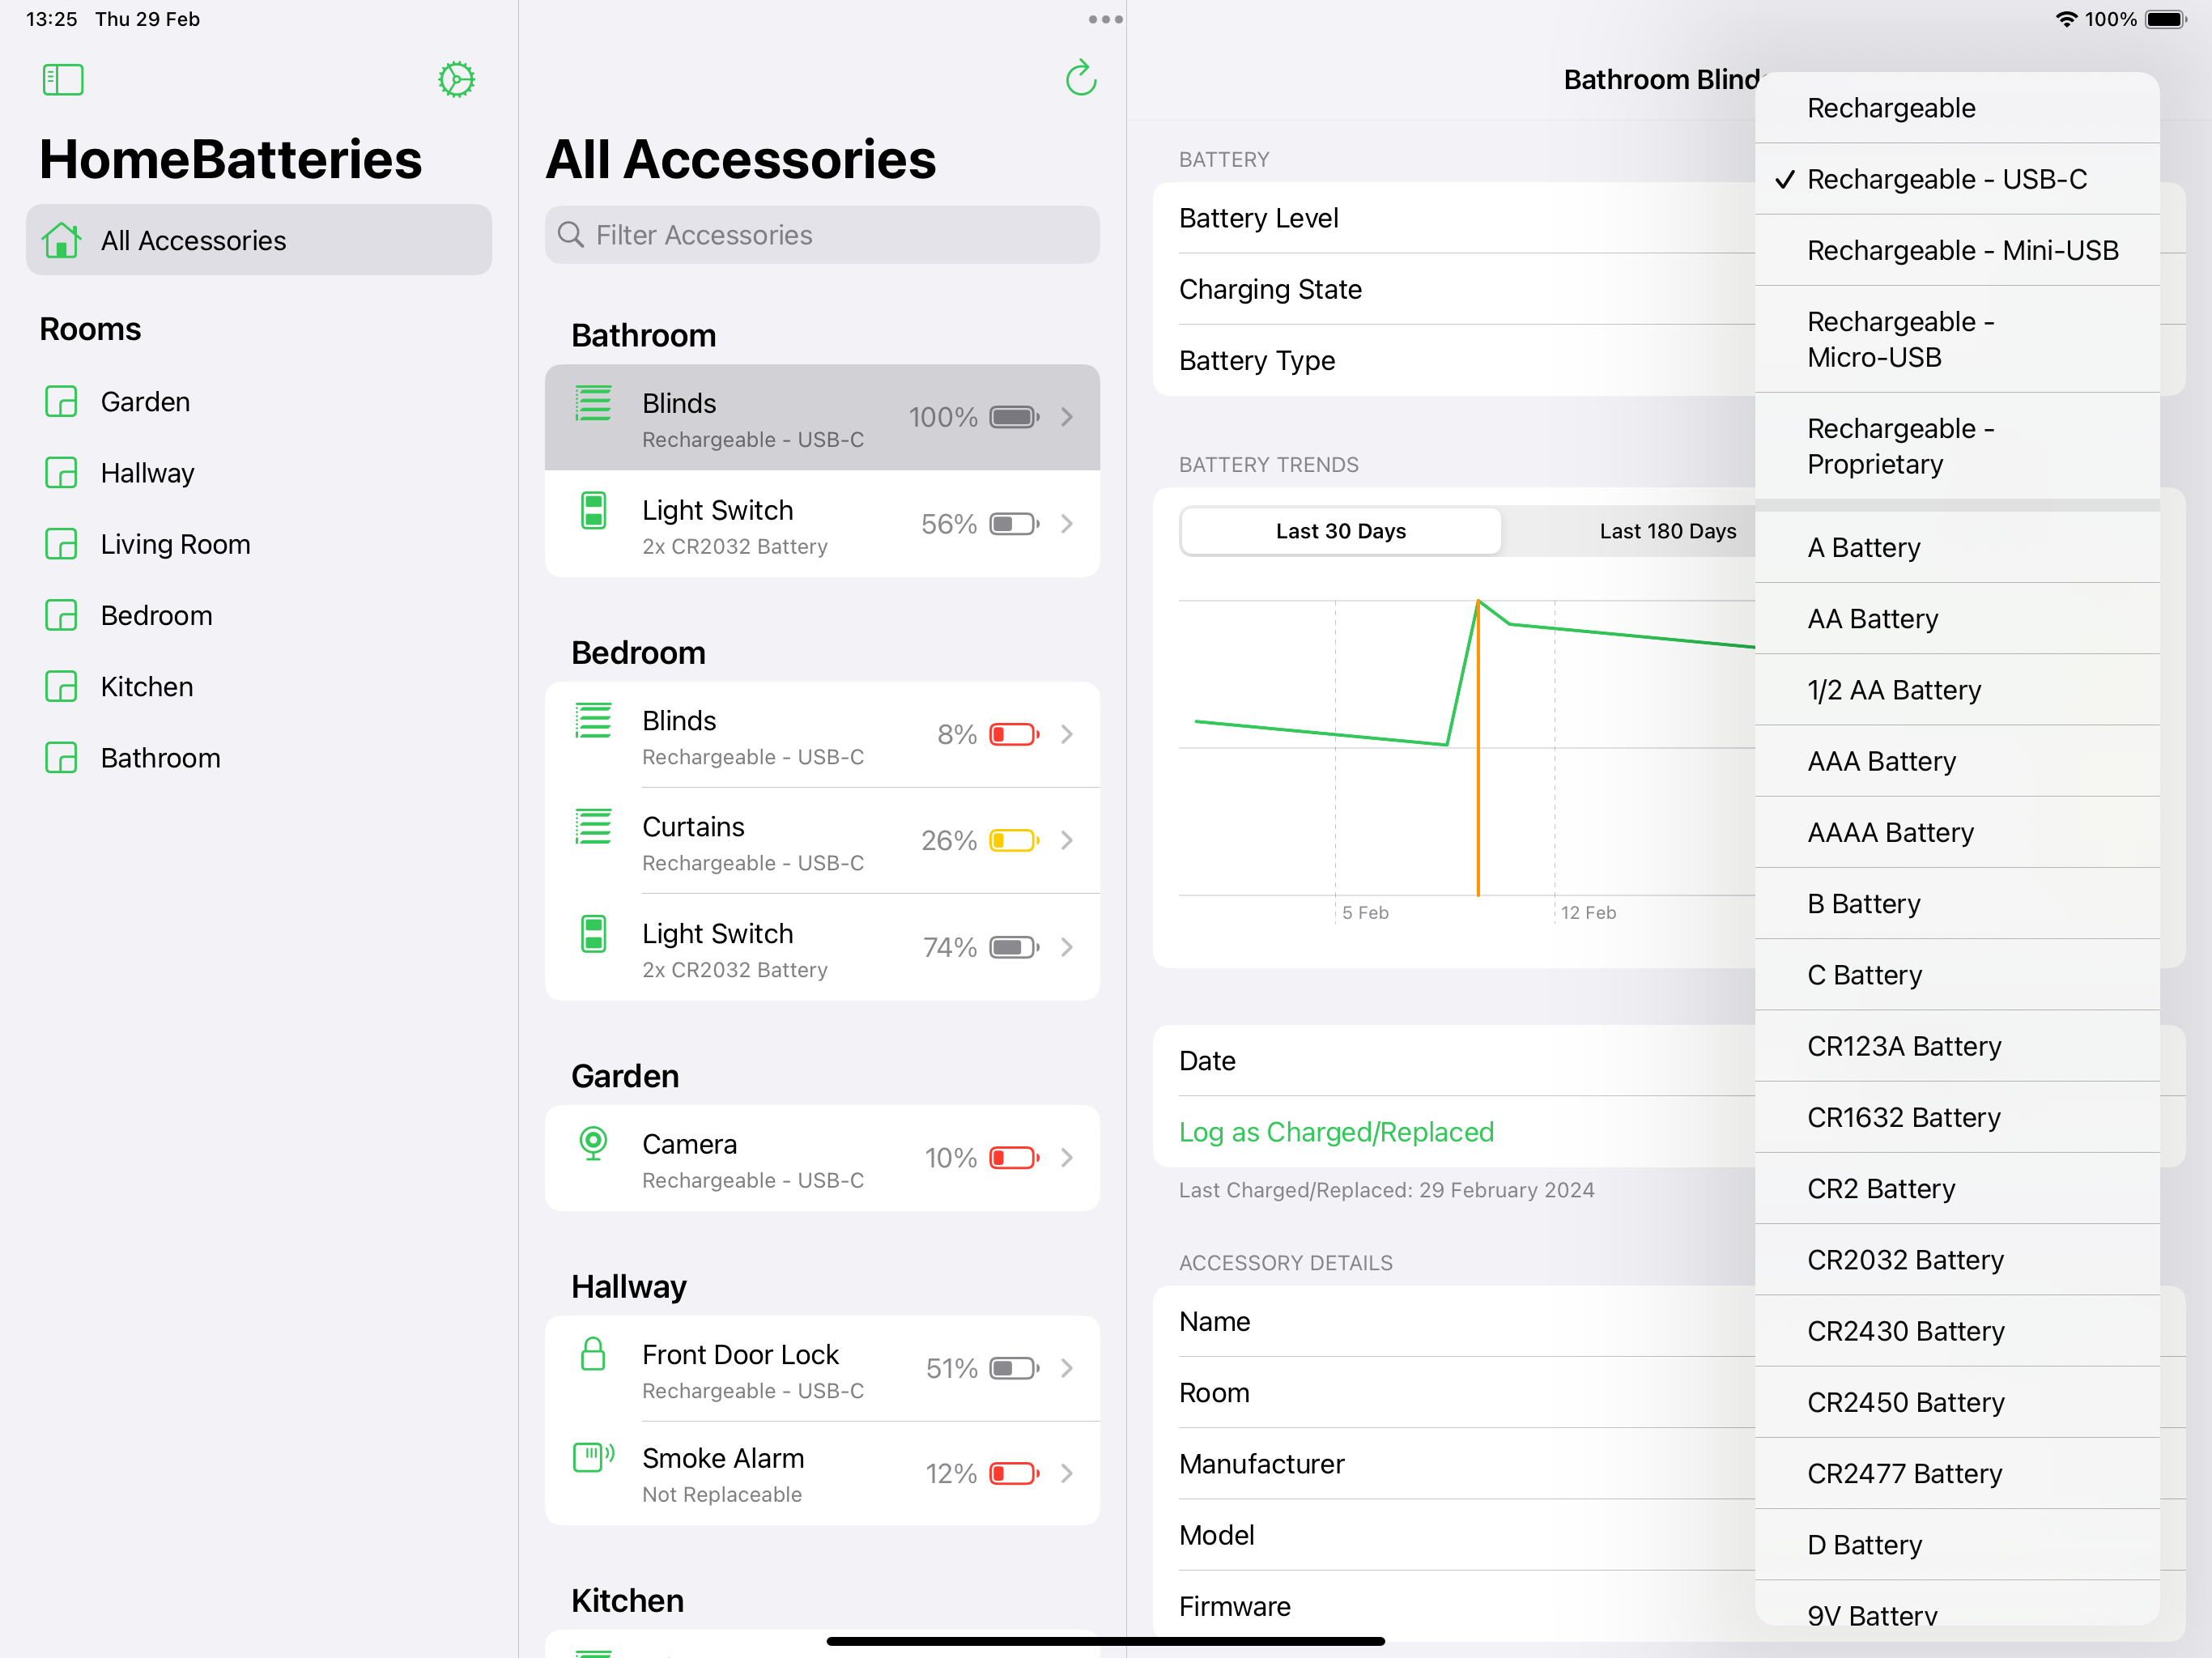 13:25 Thu 29 Feb
100%
HomeBatteries
All Accessories
Rooms
Garden
Hallway
Living Room
Bedroom
Kitchen
Bathroom
All Accessories
Filter Accessories
Bathroom
Blinds
Rechargeable - USB-C
100%
Light Switch
2x CR2032 Battery
56%
Bedroom
Blinds
Rechargeable - USB-C
8%
Curtains
Rechargeable - USB-C
26%
Light Switch
2x CR2032 Battery
74%
Garden
Camera
Rechargeable - USB-C
10%
Hallway
Front Door Lock
Rechargeable - USB-C
51%
Smoke Alarm
Not Replaceable
12%
Kitchen
Bathroom Blind
BATTERY
Battery Level
Charging State
Battery Type
BATTERY TRENDS
Last 30 Days
Last 180 Days
5 Feb
12 Feb
Date
Log as Charged/Replaced
Last Charged/Replaced: 29 February 2024
ACCESSORY DETAILS
Name
Room
Manufacturer
Model
Firmware
Rechargeable
Rechargeable - USB-C
Rechargeable - Mini-USB
Rechargeable -
Micro-USB
Rechargeable -
Proprietary
A Battery
AA Battery
1/2 AA Battery
AAA Battery
AAAA Battery
B Battery
C Battery
CR123A Battery
CR1632 Battery
CR2 Battery
CR2032 Battery
CR2430 Battery
CR2450 Battery
CR2477 Battery
D Battery
9V Battery